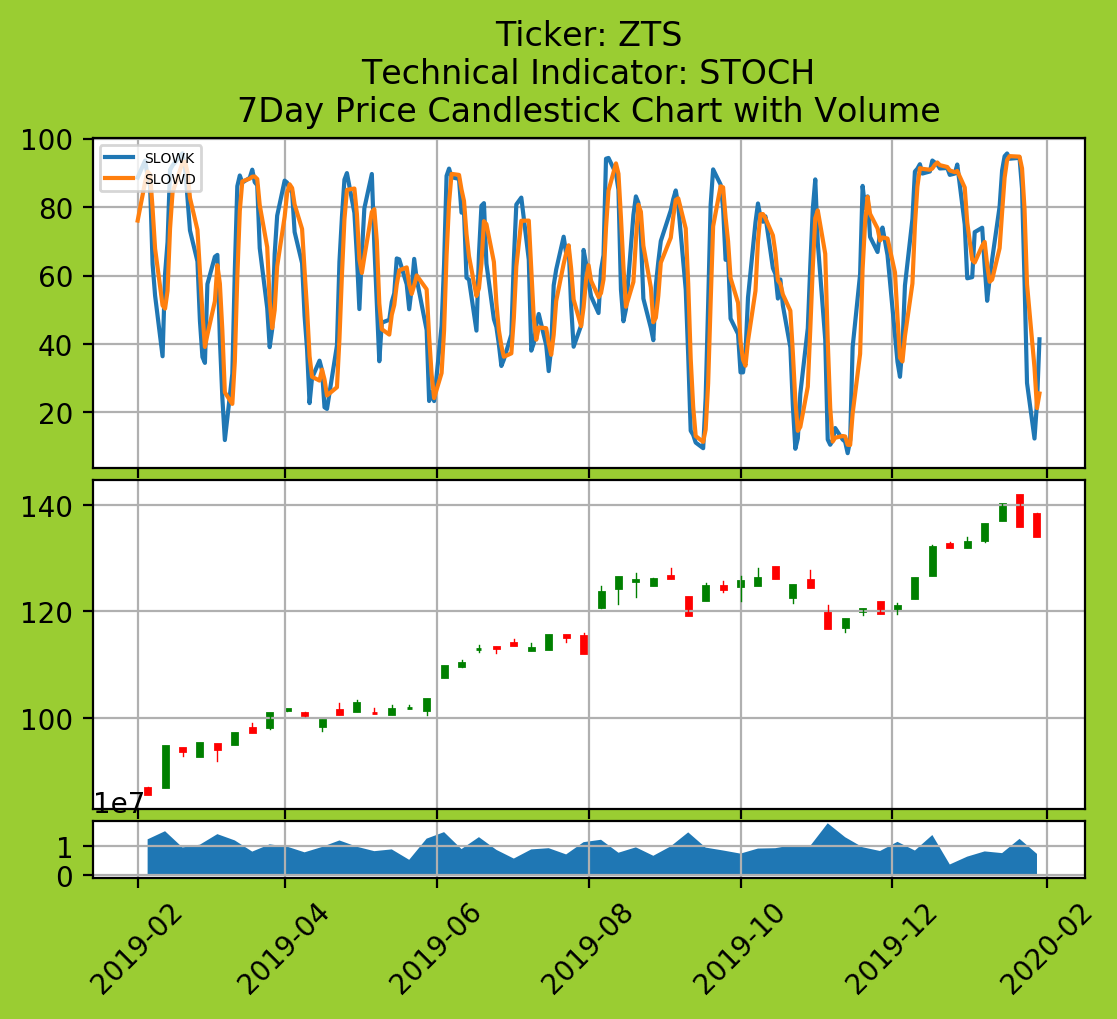 Ticker: ZTS
Technical Indicator: STOCH
7Day Price Candlestick Chart with Volume
100
80
60
40
20
SLOWK
SLOWD
140
120
100
1e7
1
0
2019-02
2019-04
2019-06
2019-08
2019-10
2019-12
2020-02